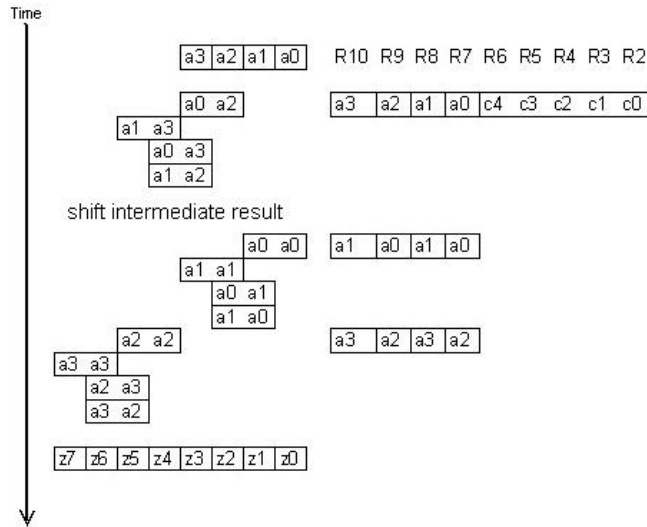 Time
a3 a2 a1 a0 R10 R9 R8 R7 R6 R5 R4 R3 R2
a0 a2 a3 a2 a1 a0 c4 c3 c2 c1 c0
a1 a3
a0 a3
a1 a2
shift intermediate result
a0 a0 a1 a0 a1 a0
a1 a1
a0 a1
a1 a0
a2 a2 a3 a2 a3 a2
a3 a3
a2 a3
a3 a2
z7 z6 z5 z4 z3 z2 z1 z0